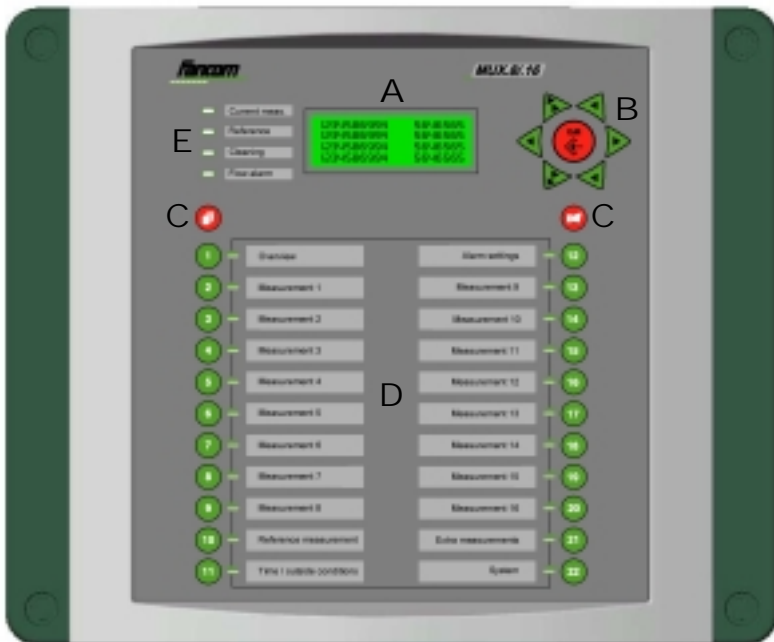 Fancom
MUX.8/.16
A
B
E
Current meas.
Reference
Cleaning
Flow alarm
C
C
1 Overview
Alarm settings 12
2 Measurement 1
Measurement 9 13
3 Measurement 2
Measurement 10 14
4 Measurement 3
Measurement 11 15
5 Measurement 4
Measurement 12 16
D
6 Measurement 5
Measurement 13 17
7 Measurement 6
Measurement 14 18
8 Measurement 7
Measurement 15 19
9 Measurement 8
Measurement 16 20
10 Reference measurement
Extra measurements 21
11 Time / outside conditions
System 22